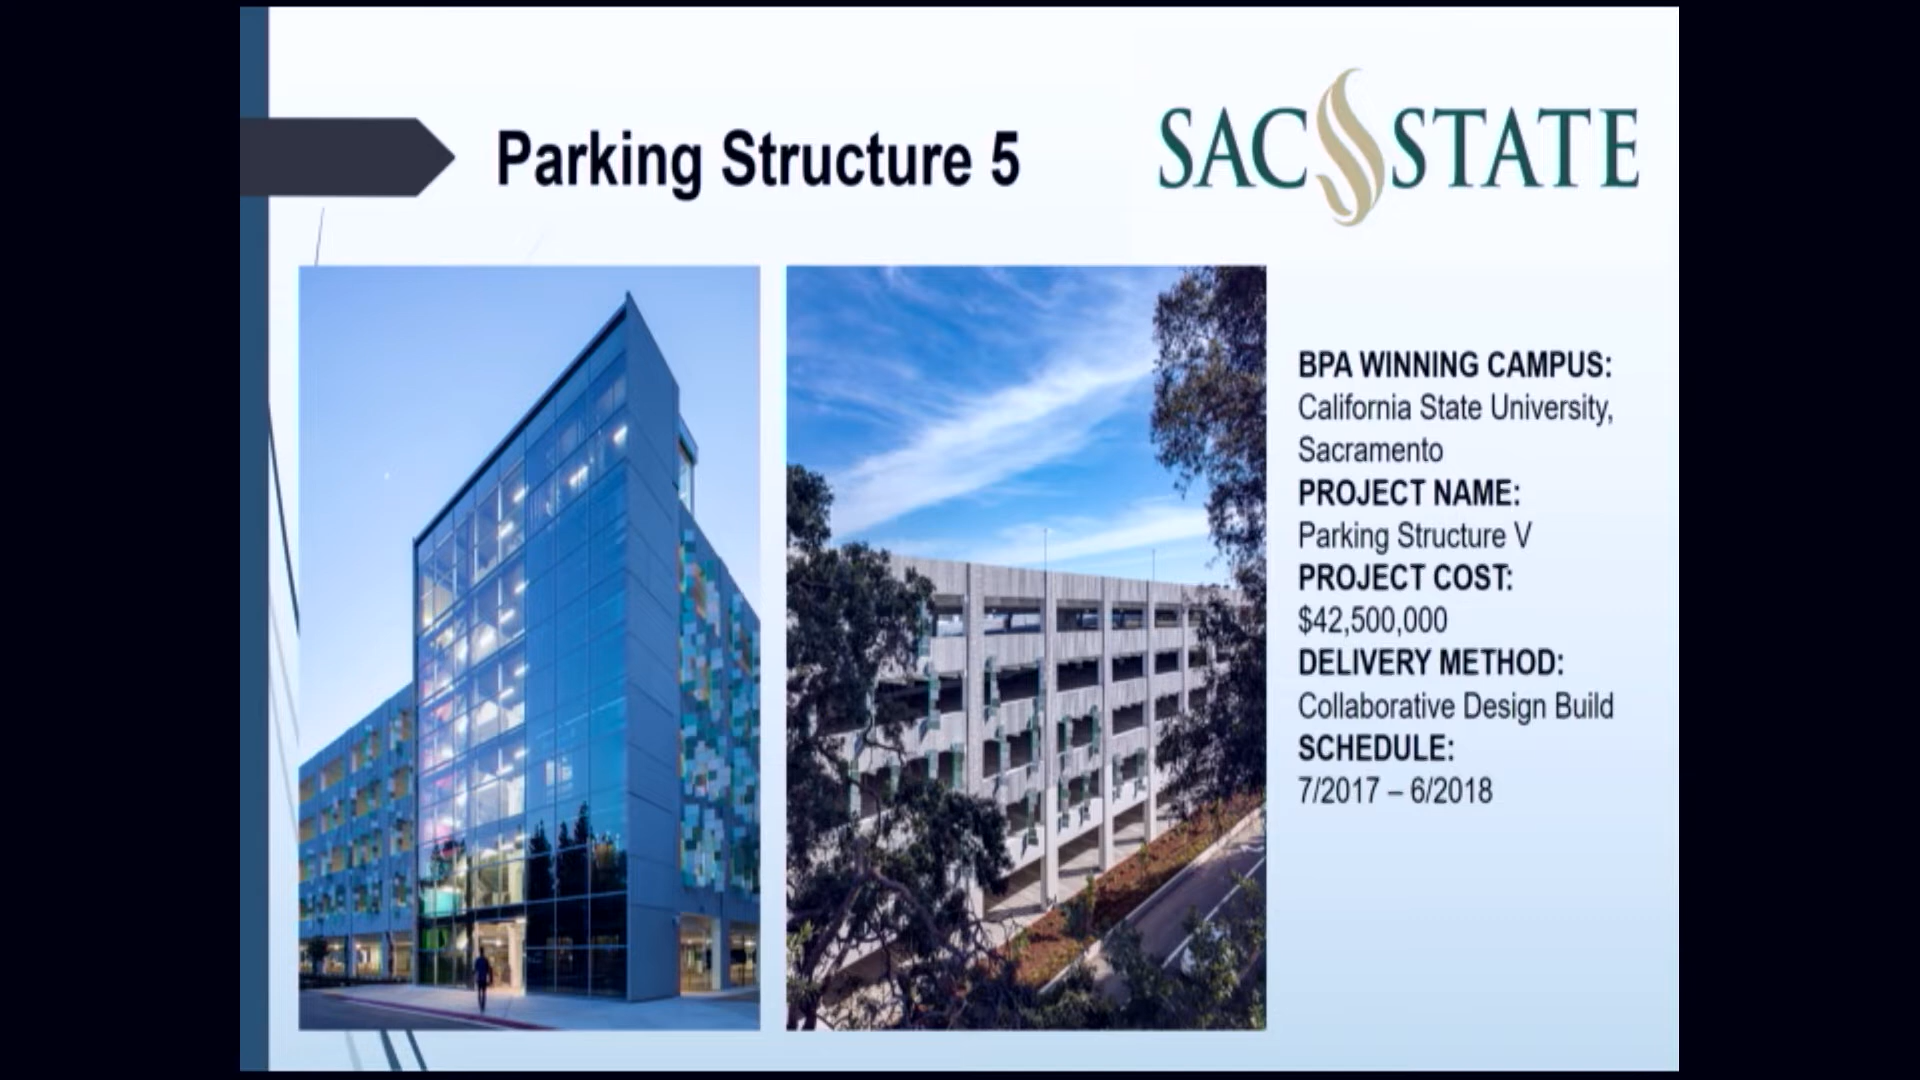 Parking Structure 5
SAC STATE
BPA WINNING CAMPUS:
California State University,
Sacramento
PROJECT NAME:
Parking Structure V
PROJECT COST:
$42,500,000
DELIVERY METHOD:
Collaborative Design Build
SCHEDULE:
7/2017 – 6/2018